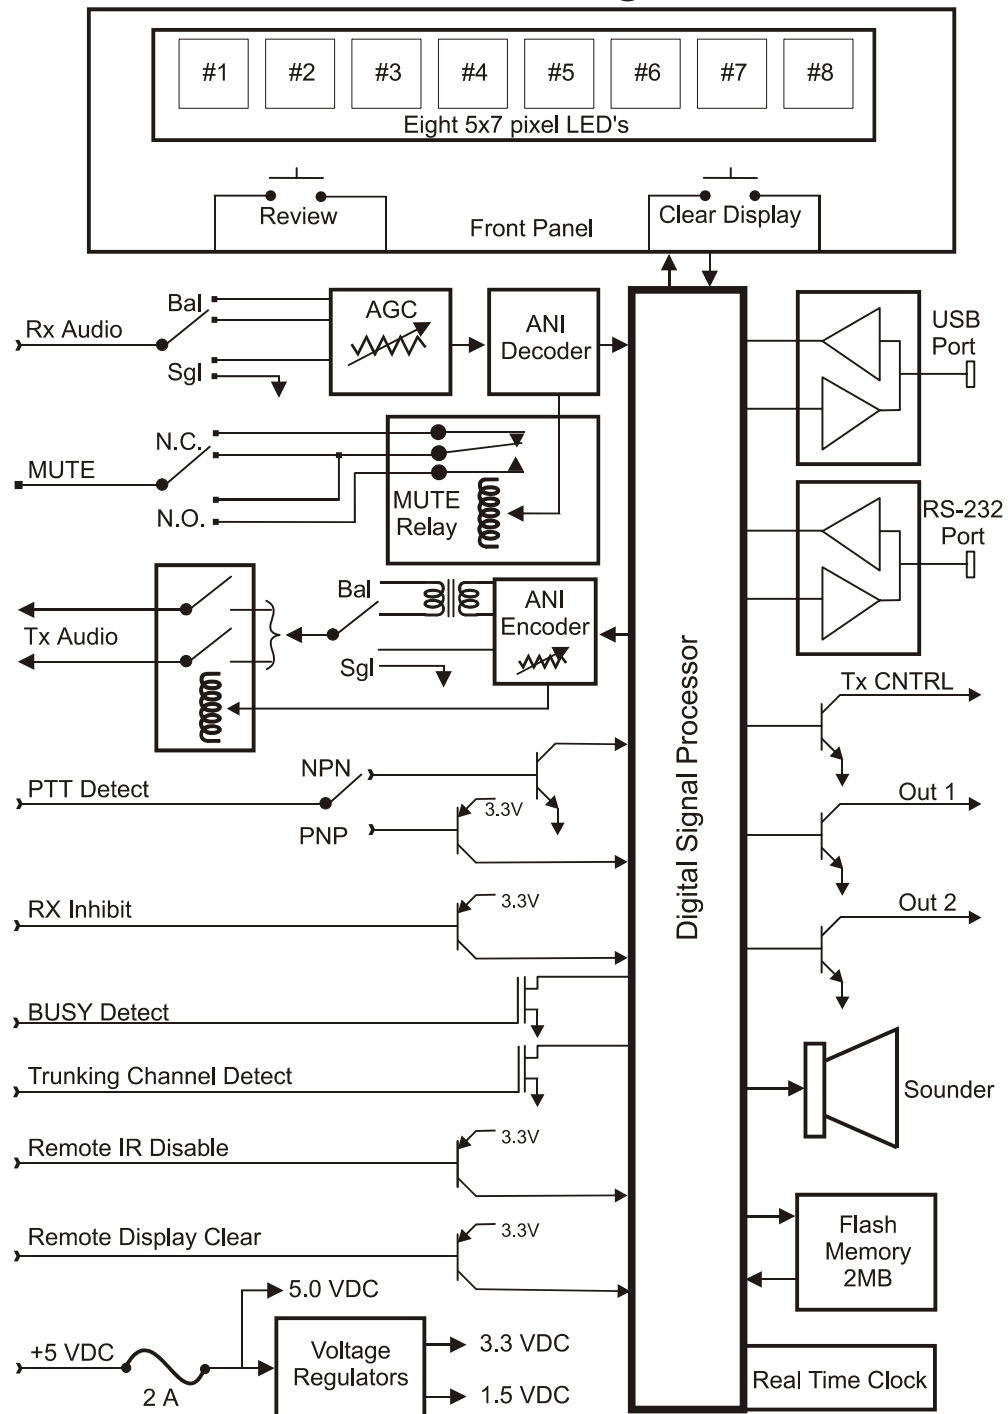 #1 #2 #3 #4 #5 #6 #7 #8
Eight 5x7 pixel LED's
Review
Front Panel
Clear Display
Rx Audio
Bal
Sgl
AGC
ANI
Decoder
USB
Port
MUTE
N.C.
N.O.
MUTE
Relay
RS-232
Port
Tx Audio
Bal
Sgl
ANI
Encoder
Digital Signal Processor
Tx CNTRL
PTT Detect
NPN
PNP
3.3V
Out 1
RX Inhibit
3.3V
Out 2
BUSY Detect
Trunking Channel Detect
Sounder
Remote IR Disable
3.3V
Remote Display Clear
3.3V
Flash
Memory
2MB
5.0 VDC
+5 VDC
2 A
Voltage
Regulators
3.3 VDC
1.5 VDC
Real Time Clock